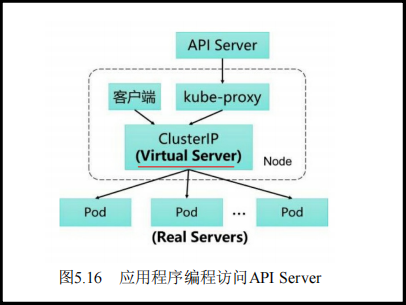 API Server
客户端
kube-proxy
ClusterIP
(Virtual Server)
Node
Pod
Pod
...
Pod
(Real Servers)
图5.16 应用程序编程访问API Server